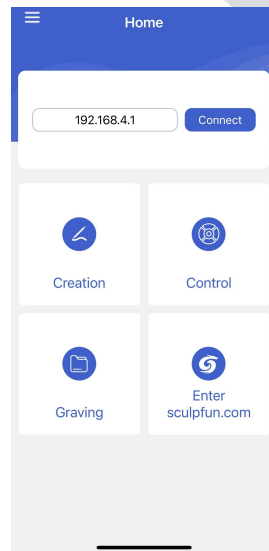 Home
192.168.4.1
Connect
Creation
Control
Graving
Enter
sculpfun.com